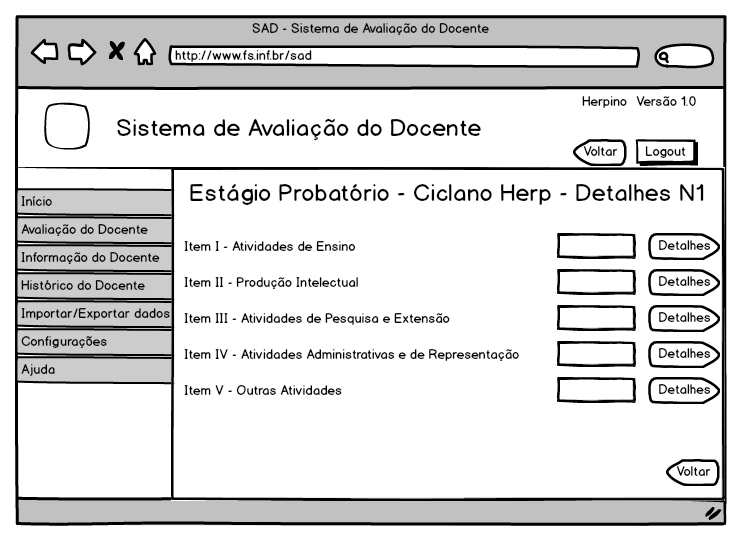 SAD - Sistema de Avaliação do Docente
http://www.fs.inf.br/sad
Herpino Versão 1.0
Sistema de Avaliação do Docente
Voltar Logout
Estágio Probatório - Ciclano Herp - Detalhes N1
Início
Avaliação do Docente
Informação do Docente
Histórico do Docente
Importar/Exportar dados
Configurações
Ajuda
Item I - Atividades de Ensino Detalhes
Item II - Produção Intelectual Detalhes
Item III - Atividades de Pesquisa e Extensão Detalhes
Item IV - Atividades Administrativas e de Representação Detalhes
Item V - Outras Atividades Detalhes
Voltar